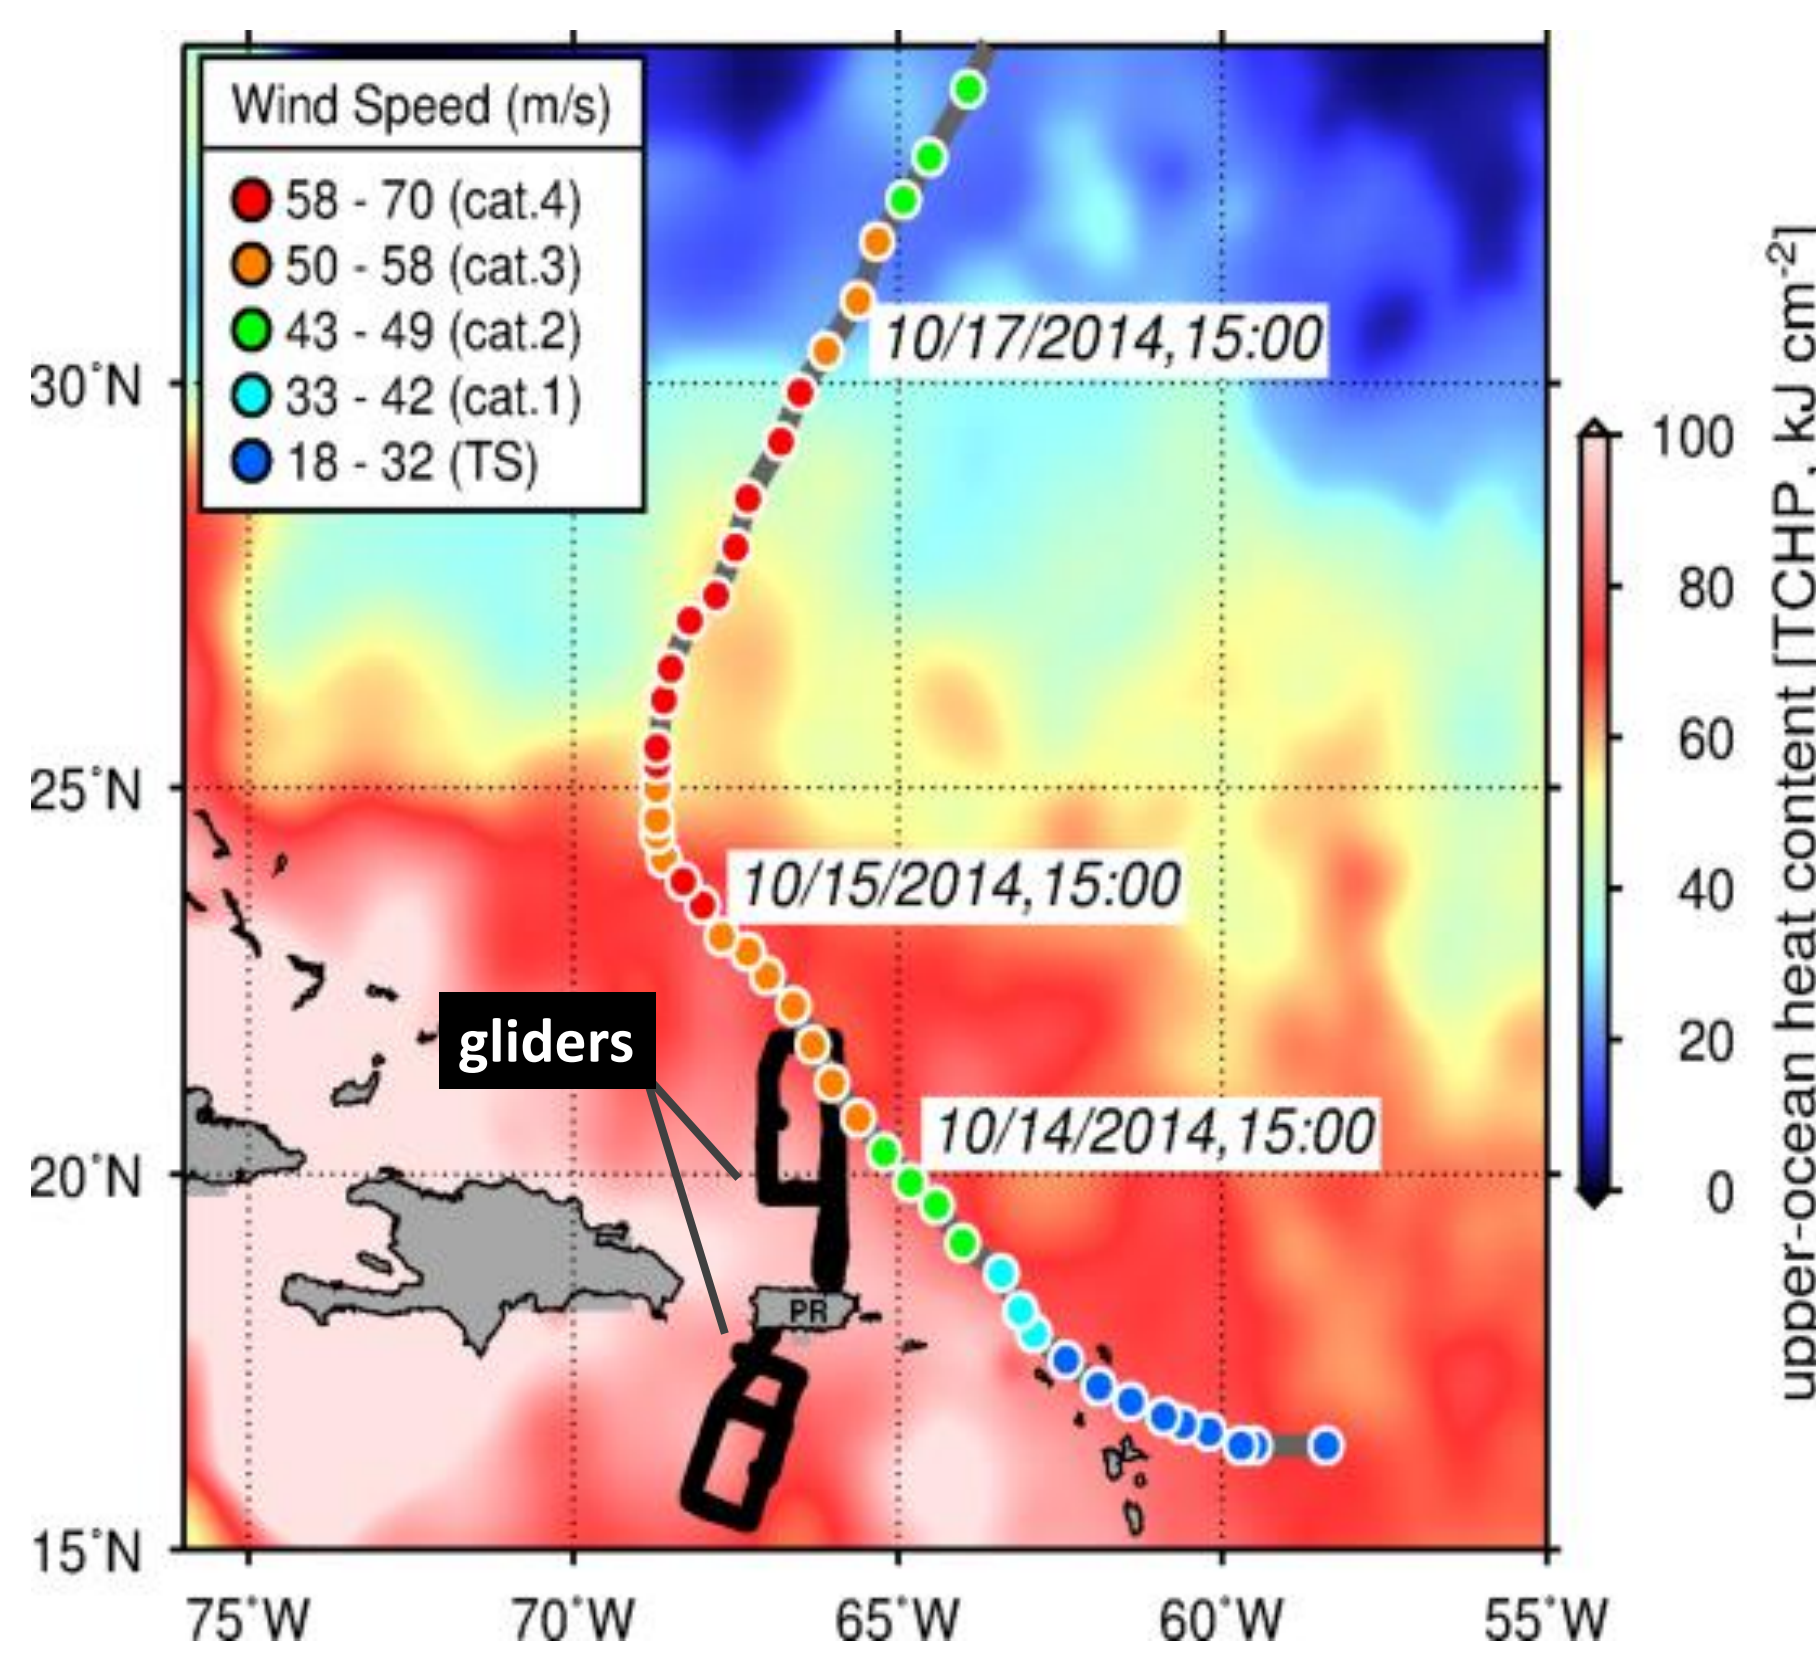 Wind Speed (m/s)
58 - 70 (cat.4)
50 - 58 (cat.3)
43 - 49 (cat.2)
33 - 42 (cat.1)
18 - 32 (TS)
10/17/2014,15:00
10/15/2014,15:00
10/14/2014,15:00
gliders
PR
30°N
25°N
20°N
15°N
75°W
70°W
65°W
60°W
55°W
100
80
60
40
20
0
upper-ocean heat content [TCHP, kJ cm⁻²]